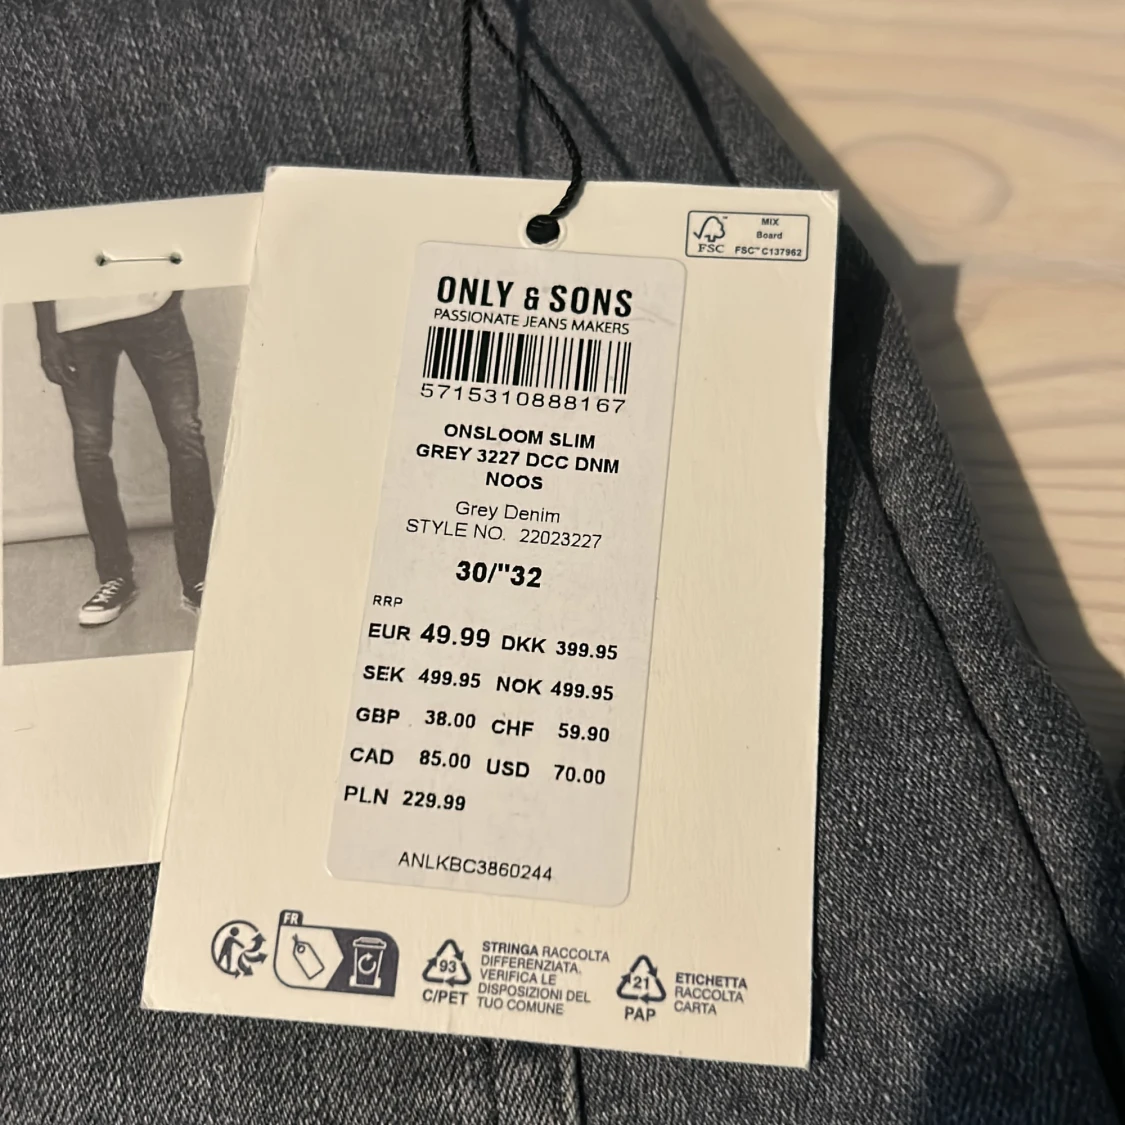 FSC™
MIX
Board
FSC™ C137962
ONLY & SONS
PASSIONATE JEANS MAKERS
5715310888167
ONSLOOM SLIM
GREY 3227 DCC DNM
NOOS
Grey Denim
STYLE NO. 22023227
30/"32
RRP
EUR 49.99 DKK 399.95
SEK 499.95 NOK 499.95
GBP 38.00 CHF 59.90
CAD 85.00 USD 70.00
PLN 229.99
ANLKBC3860244
FR
93
C/PET
STRINGA RACCOLTA
DIFFERENZIATA.
VERIFICA LE
DISPOSIZIONI DEL
TUO COMUNE
21
PAP
ETICHETTA
RACCOLTA
CARTA